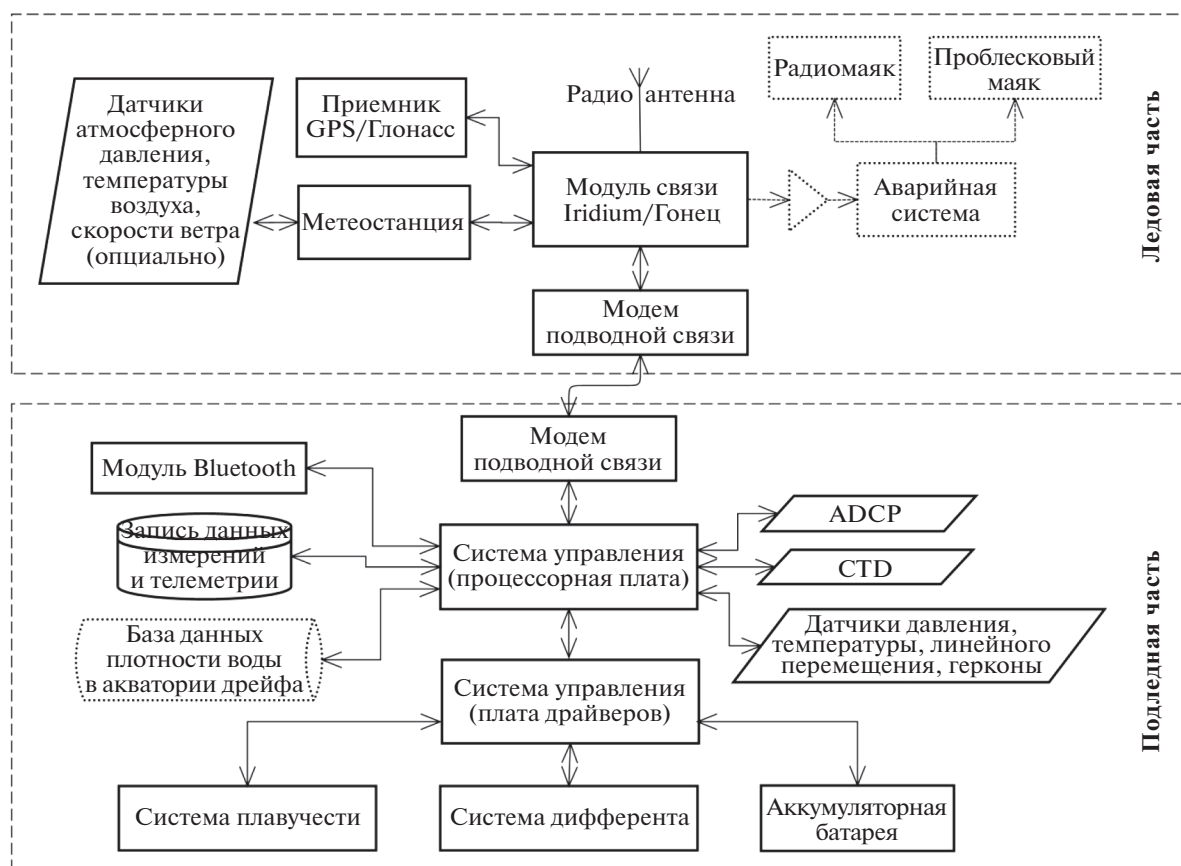 Датчики
атмосферного
давления,
температуры
воздуха,
скорости ветра
(опциально)
Приемник
GPS/Глонасс
Метеостанция
Радио антенна
Модуль связи
Iridium/Гонец
Радиомаяк
Проблесковый
маяк
Аварийная
система
Модем
подводной связи
Ледовая часть
Модем
подводной связи
Модуль Bluetooth
Запись данных
измерений
и телеметрии
База данных
плотности воды
в акватории дрейфа
Система управления
(процессорная плата)
ADCP
CTD
Датчики давления,
температуры, линейного
перемещения, герконы
Система управления
(плата драйверов)
Система плавучести
Система дифферента
Аккумуляторная
батарея
Подледная часть